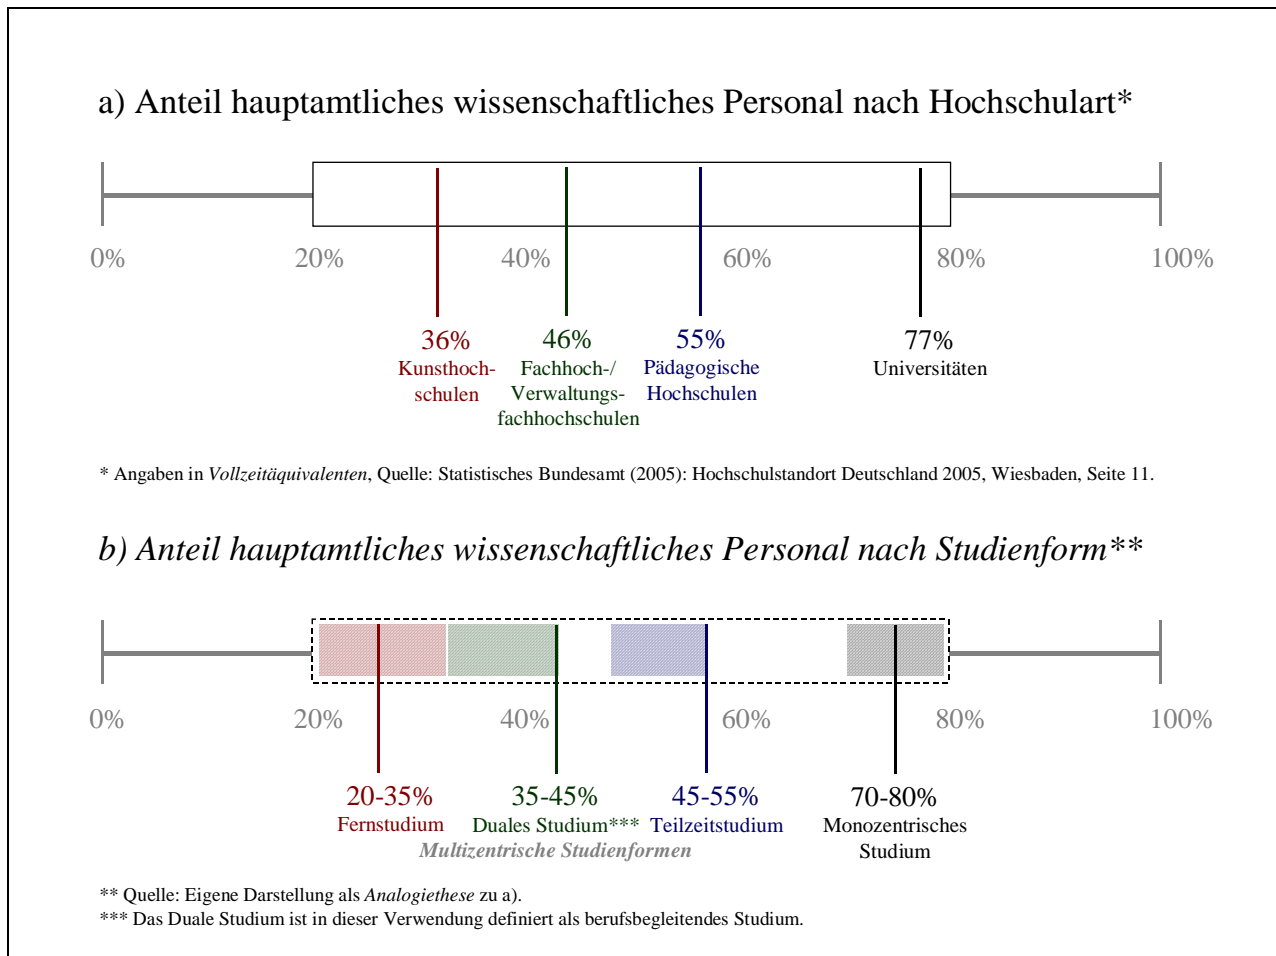 a) Anteil hauptamtliches wissenschaftliches Personal nach Hochschulart*
0% 20% 40% 60% 80% 100%
36%
Kunsthoch-
schulen
46%
Fachhoch-/
Verwaltungs-
fachhochschulen
55%
Pädagogische
Hochschulen
77%
Universitäten
* Angaben in Vollzeitäquivalenten, Quelle: Statistisches Bundesamt (2005): Hochschulstandort Deutschland 2005, Wiesbaden, Seite 11.
b) Anteil hauptamtliches wissenschaftliches Personal nach Studienform**
0% 20% 40% 60% 80% 100%
20-35%
Fernstudium
35-45%
Duales Studium***
45-55%
Teilzeitstudium
70-80%
Monozentrisches
Studium
Multizentrische Studienformen
** Quelle: Eigene Darstellung als Analogiethese zu a).
*** Das Duale Studium ist in dieser Verwendung definiert als berufsbegleitendes Studium.